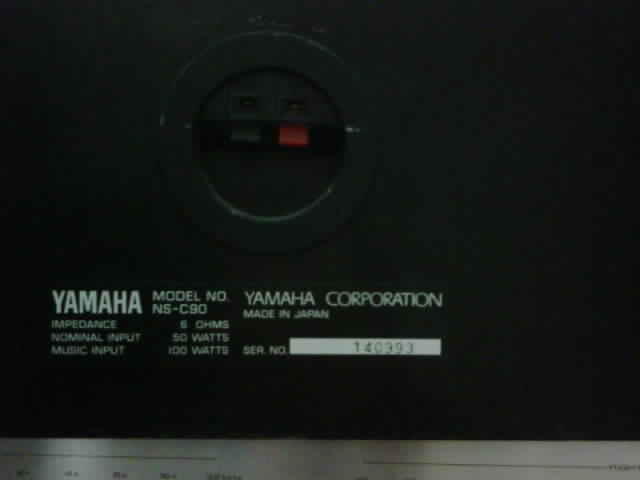 YAMAHA MODEL NO. YAMAHA CORPORATION
NS-C90 MADE IN JAPAN
IMPEDANCE 6 OHMS
NOMINAL INPUT 50 WATTS
MUSIC INPUT 100 WATTS SER. NO. 140993